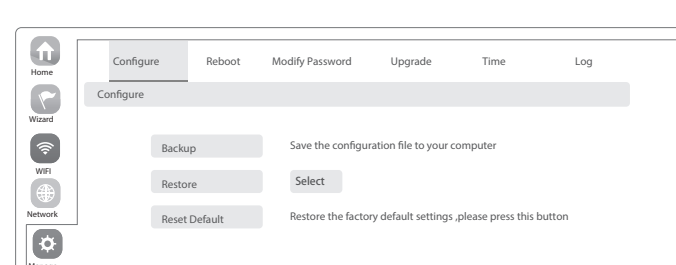 Home
Wizard
WIFI
Network
Configure Reboot Modify Password Upgrade Time Log
Configure
Backup Save the configuration file to your computer
Restore Select
Reset Default Restore the factory default settings ,please press this button